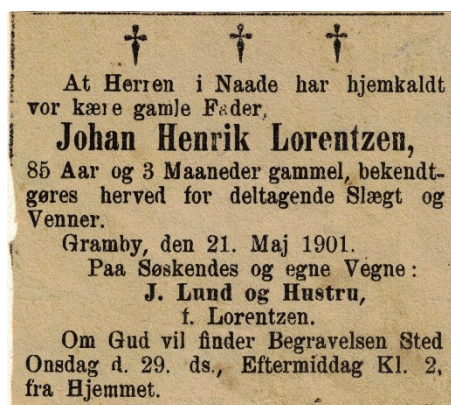 At Herren i Naade har hjemkaldt
vor kære gamle Fader,
Johan Henrik Lorentzen,
85 Aar og 3 Maaneder gammel, bekendt-
gøres herved for deltagende Slægt og
Venner.
Gramby, den 21. Maj 1901.
Paa Søskendes og egne Vegne:
J. Lund og Hustru,
f. Lorentzen.
Om Gud vil finder Begravelsen Sted
Onsdag d. 29. ds., Eftermiddag Kl. 2,
fra Hjemmet.